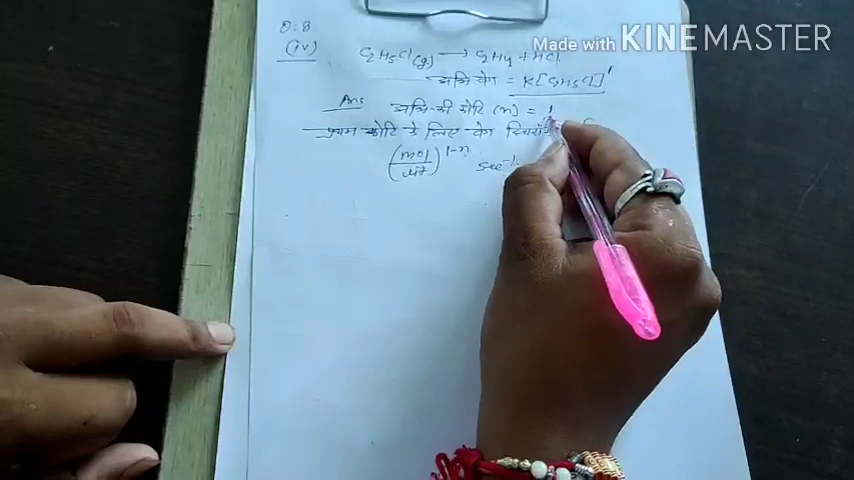 Made with KINEMASTER
Q:8
(iv) C2H5Cl(g) → C2H4 + HCl
अभि वेग = K[C2H5Cl]1
Ans अभि की कोटि (n) = 1
प्रथम कोटि के लिए वेग
(mol/लीटर)1-n sec-1